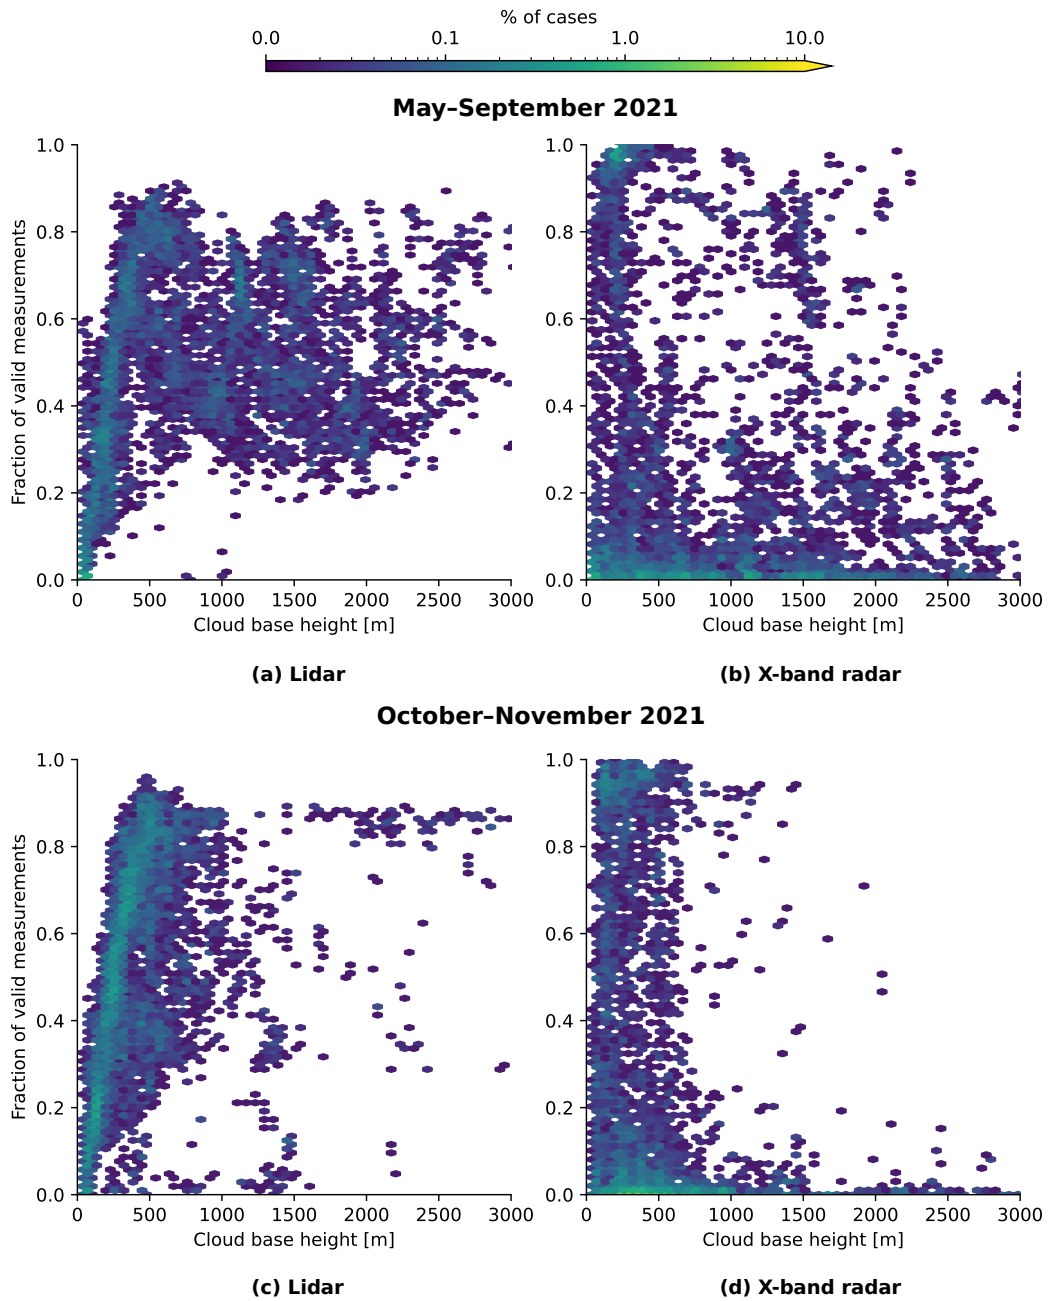 % of cases
0.0 0.1 1.0 10.0
May–September 2021
1.0 0.8 0.6 0.4 0.2 0.0
Fraction of valid measurements
0 500 1000 1500 2000 2500 3000
Cloud base height [m]
(a) Lidar
1.0 0.8 0.6 0.4 0.2 0.0
0 500 1000 1500 2000 2500 3000
Cloud base height [m]
(b) X-band radar
October–November 2021
1.0 0.8 0.6 0.4 0.2 0.0
Fraction of valid measurements
0 500 1000 1500 2000 2500 3000
Cloud base height [m]
(c) Lidar
1.0 0.8 0.6 0.4 0.2 0.0
0 500 1000 1500 2000 2500 3000
Cloud base height [m]
(d) X-band radar